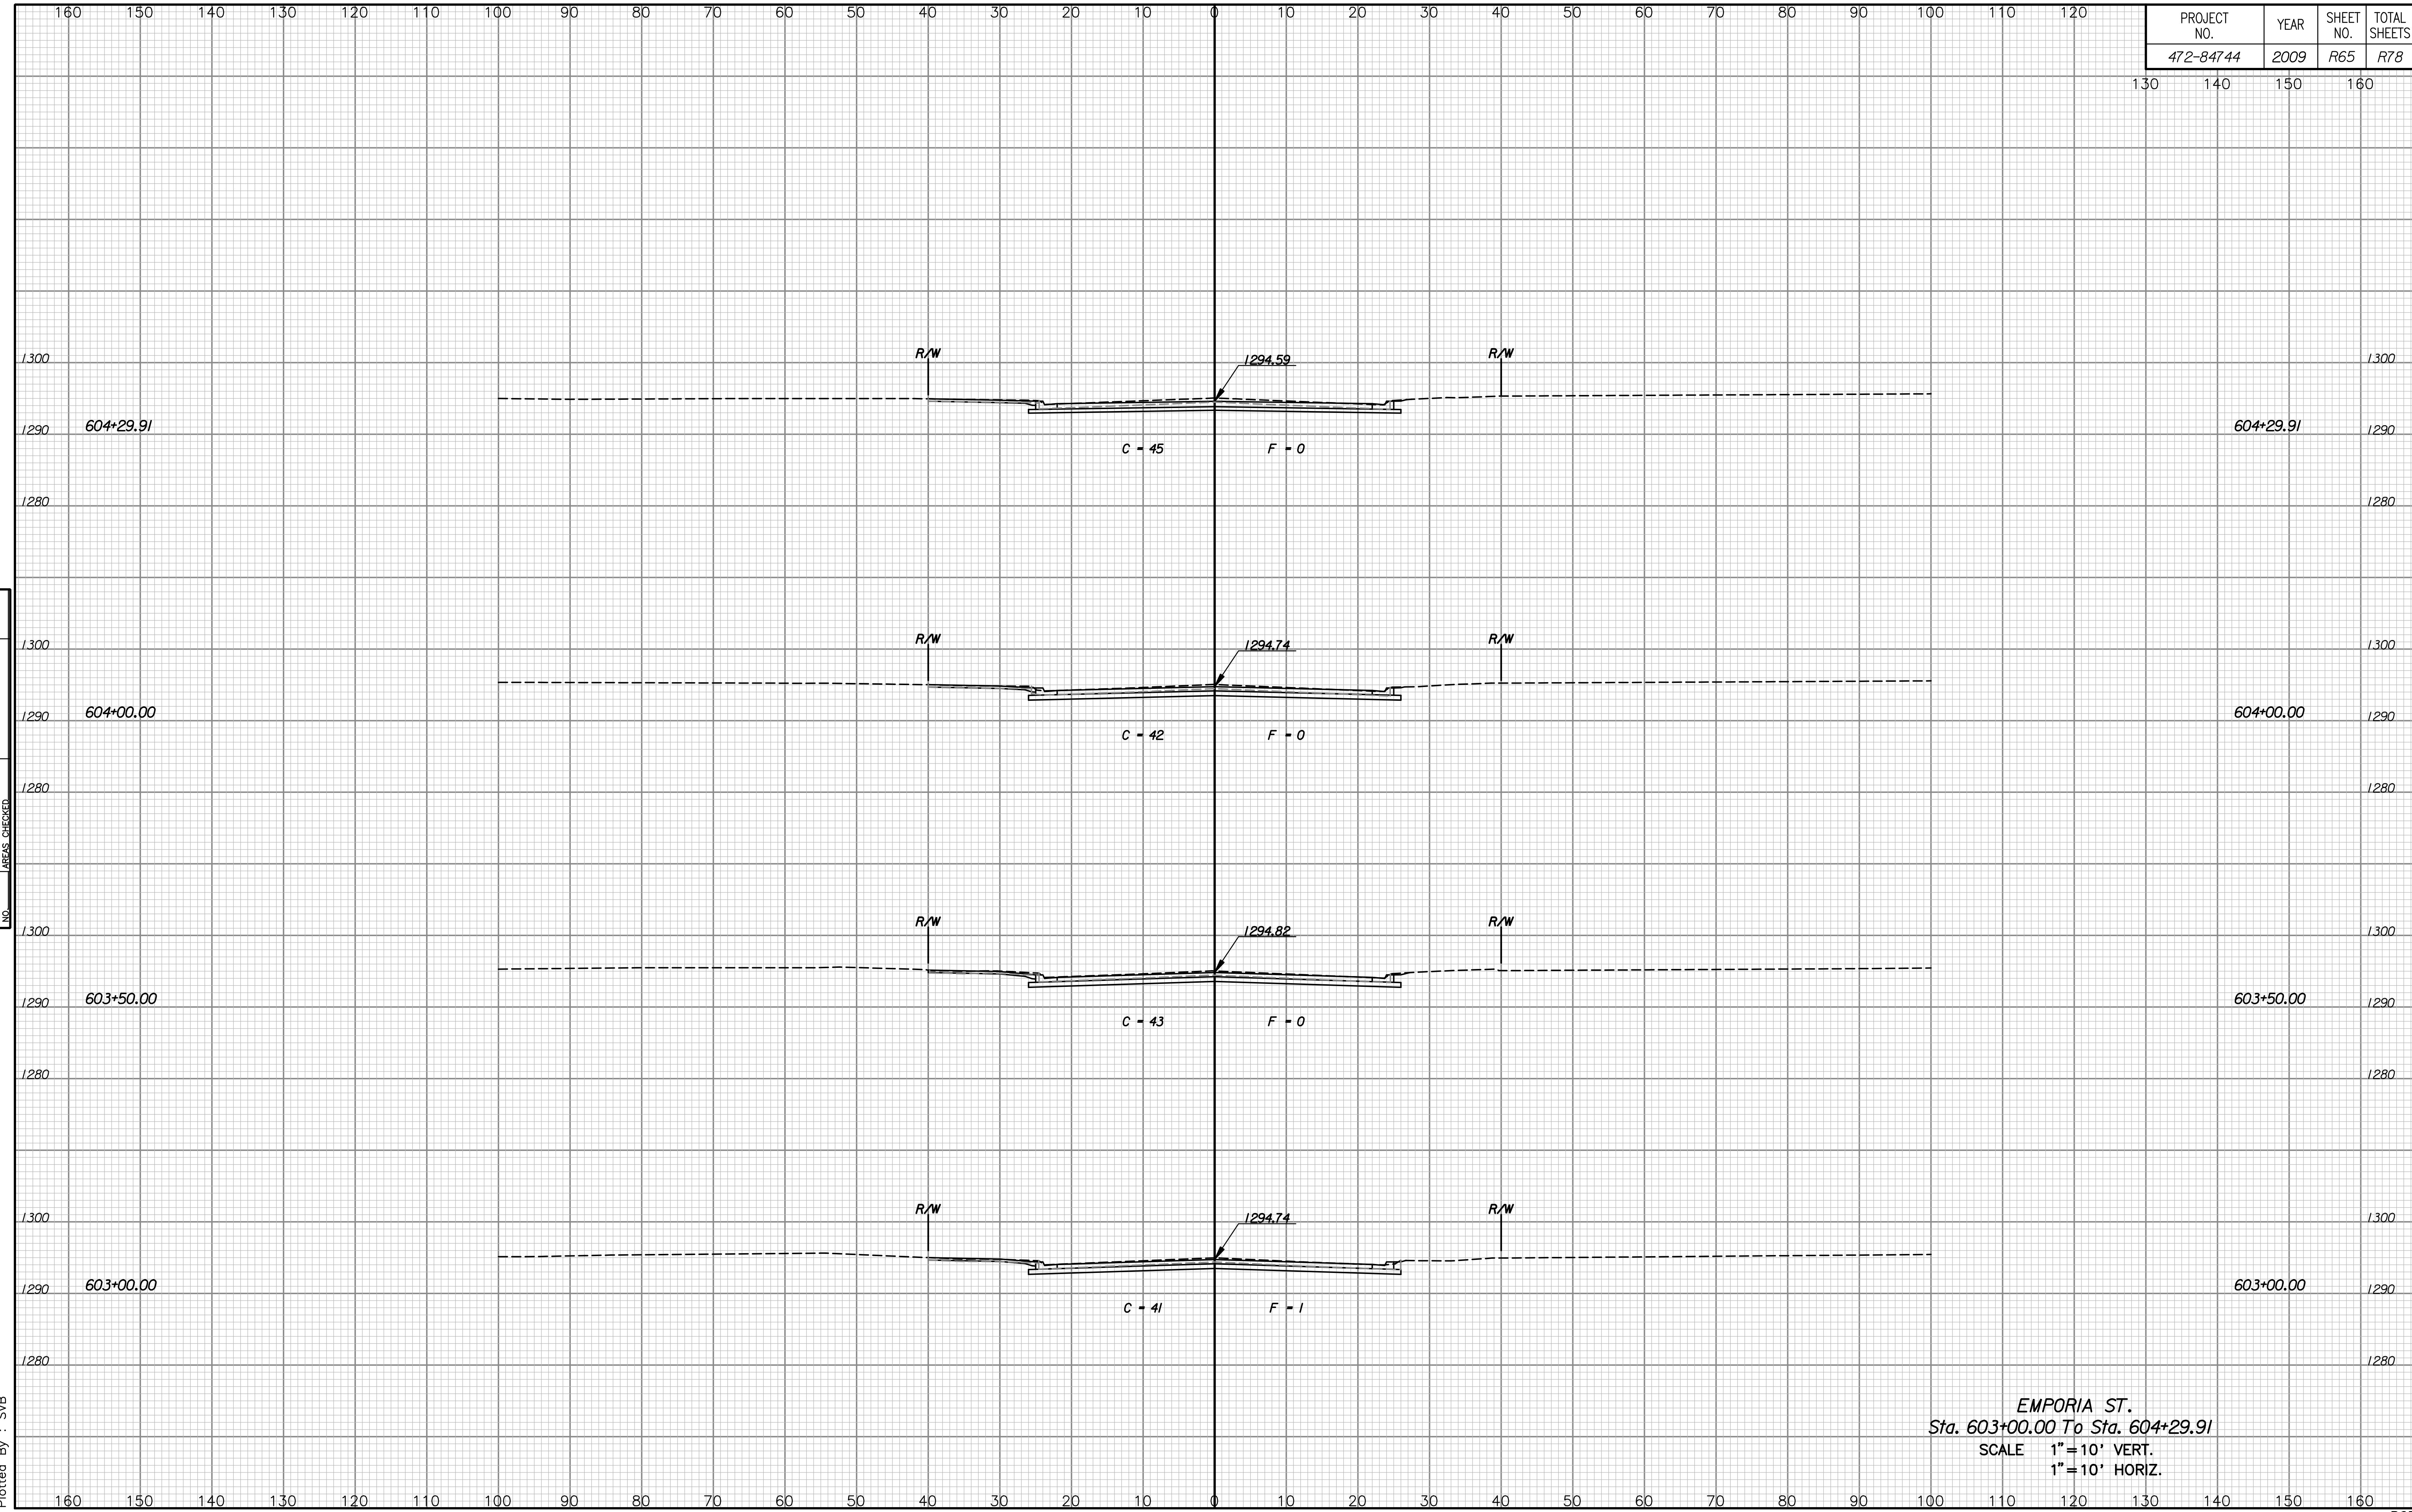 160 150 140 130 120 110 100 90 80 70 60 50 40 30 20 10 0 10 20 30 40 50 60 70 80 90 100 110 120
PROJECT NO. YEAR SHEET NO. TOTAL SHEETS
472-84744 2009 R65 R78
130 140 150 160
R/W 1294.59 R/W
1300 1300
604+29.91 604+29.91
1290 1290
C = 45 F = 0
1280 1280
R/W 1294.74 R/W
1300 1300
604+00.00 604+00.00
1290 1290
C = 42 F = 0
1280 1280
AREAS CHECKED
NO.
R/W 1294.82 R/W
1300 1300
603+50.00 603+50.00
1290 1290
C = 43 F = 0
1280 1280
R/W 1294.74 R/W
1300 1300
603+00.00 603+00.00
1290 1290
C = 41 F = 1
1280 1280
Plotted By : SVB
EMPORIA ST.
Sta. 603+00.00 To Sta. 604+29.91
SCALE 1"=10' VERT.
1"=10' HORIZ.
160 150 140 130 120 110 100 90 80 70 60 50 40 30 20 10 0 10 20 30 40 50 60 70 80 90 100 110 120 130 140 150 160